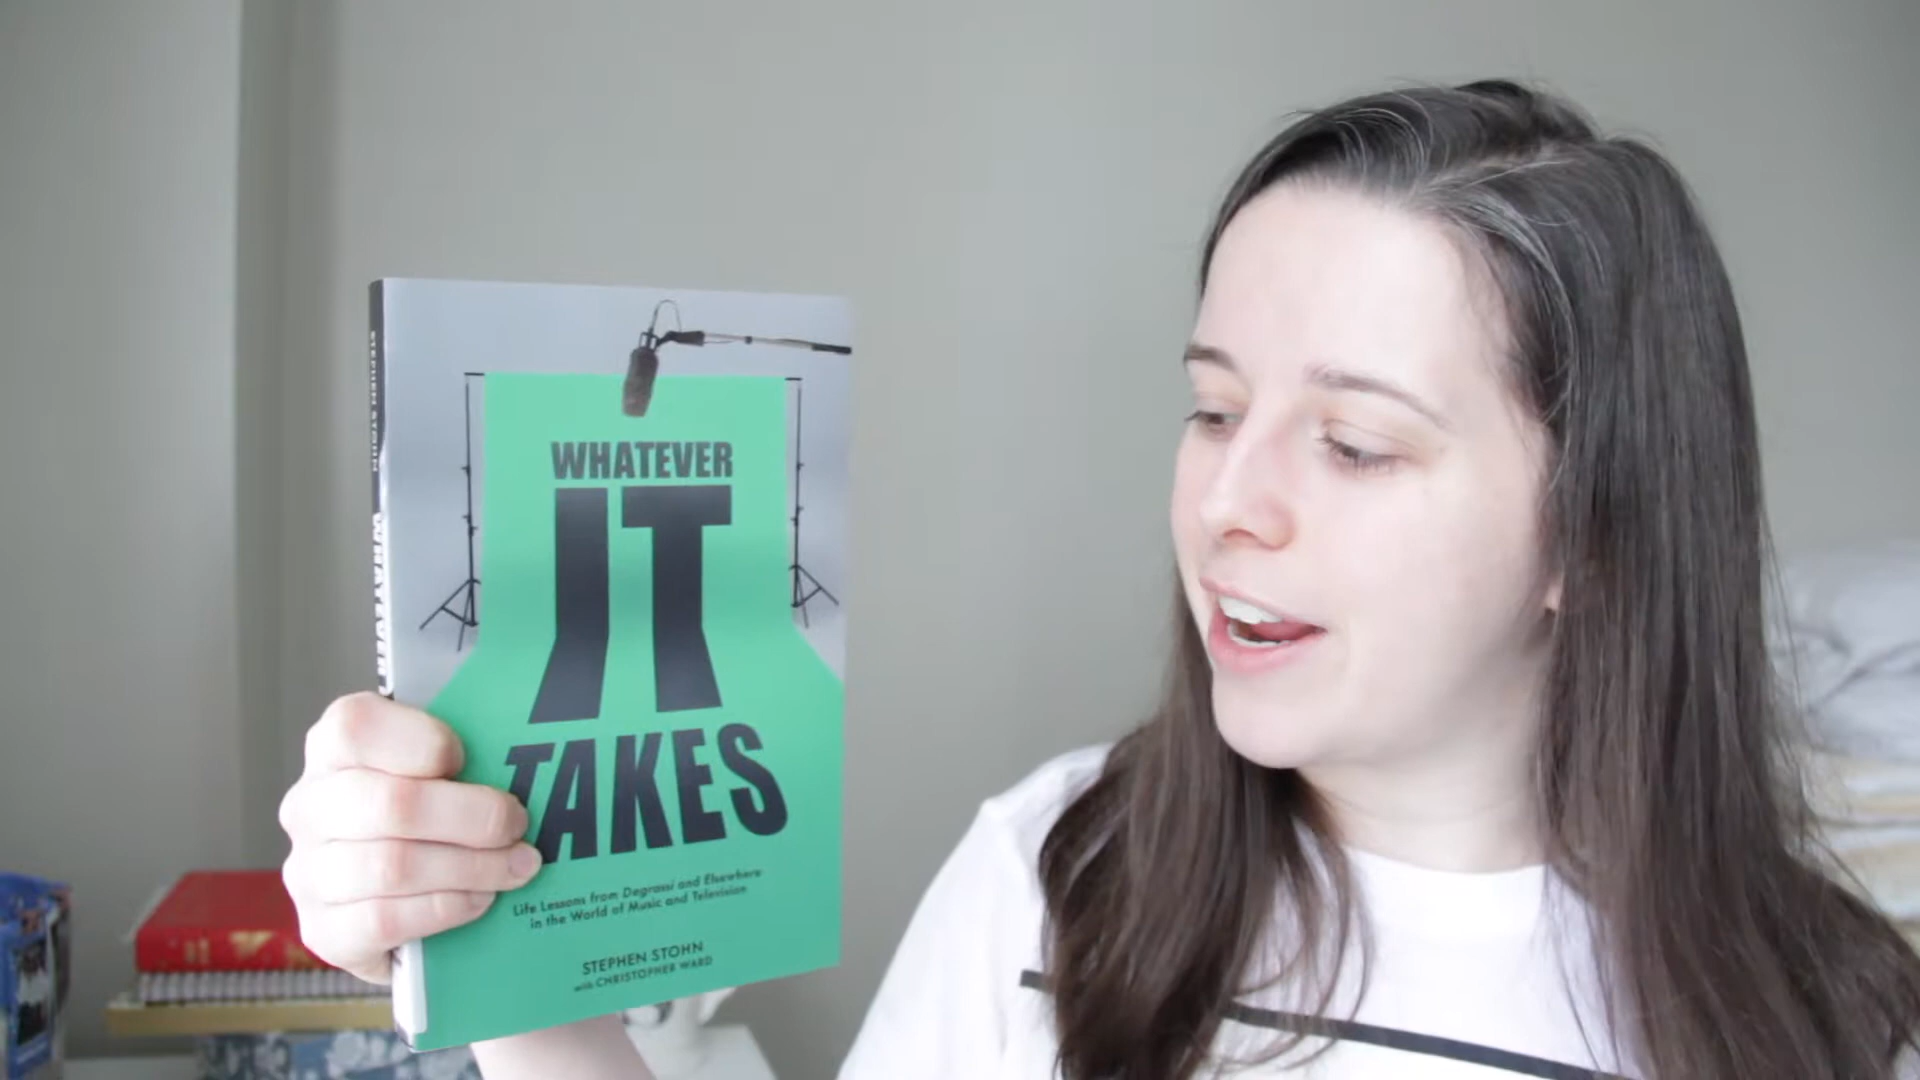 WHATEVER
IT
TAKES
Life Lessons from Degrassi and Elsewhere
in the World of Music and Television
STEPHEN STOHN
with CHRISTOPHER WARD
STEPHEN STOHN
WHATEVER